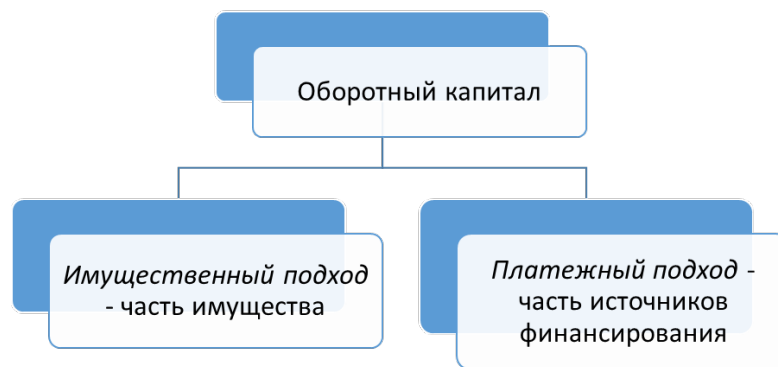 Оборотный капитал
Имущественный подход
- часть имущества
Платежный подход -
часть источников
финансирования